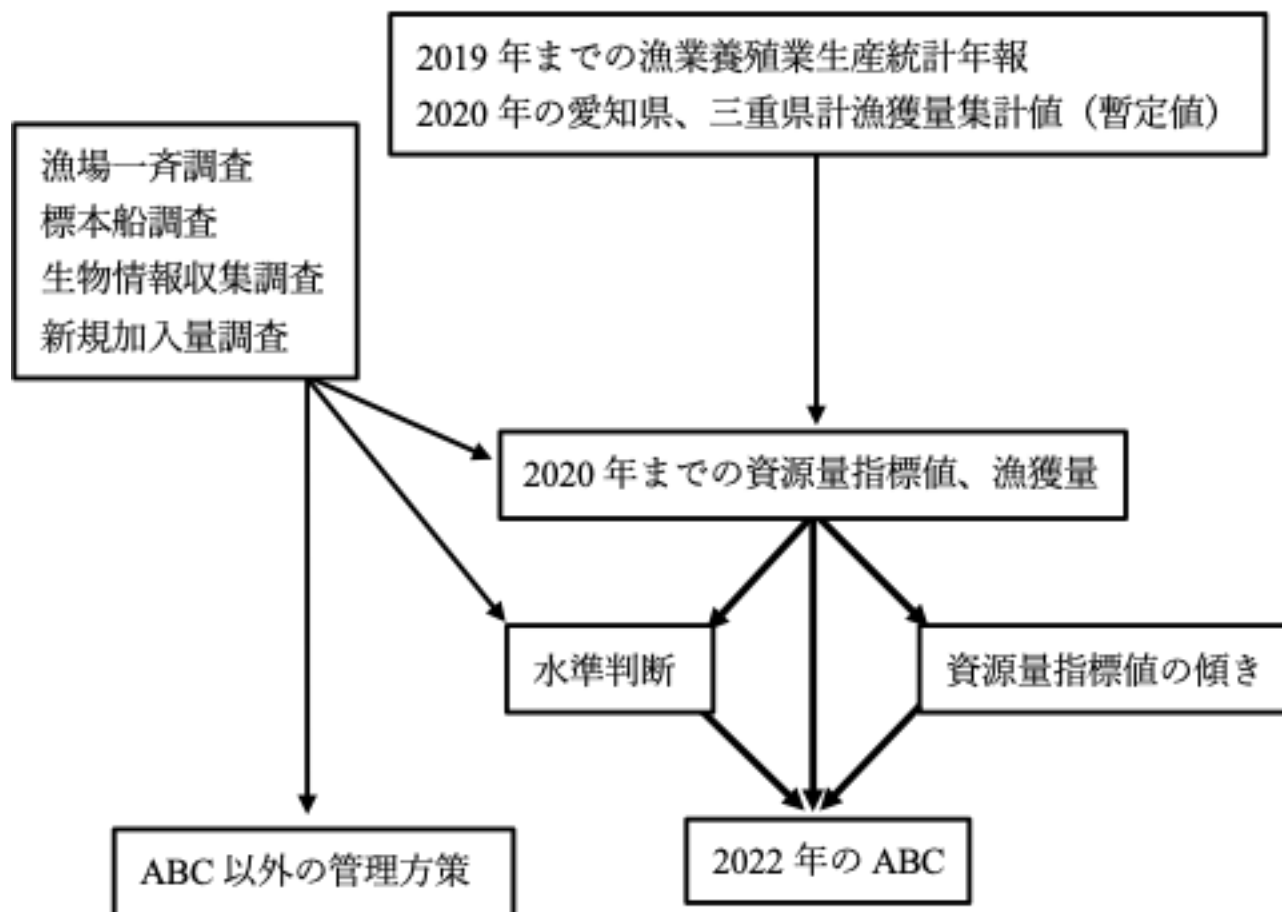 2019 年までの漁業養殖業生産統計年報
2020 年の愛知県、三重県計漁獲量集計値（暫定値）
漁場一斉調査
標本船調査
生物情報収集調査
新規加入量調査
2020 年までの資源量指標値、漁獲量
水準判断
資源量指標値の傾き
ABC 以外の管理方策
2022 年の ABC